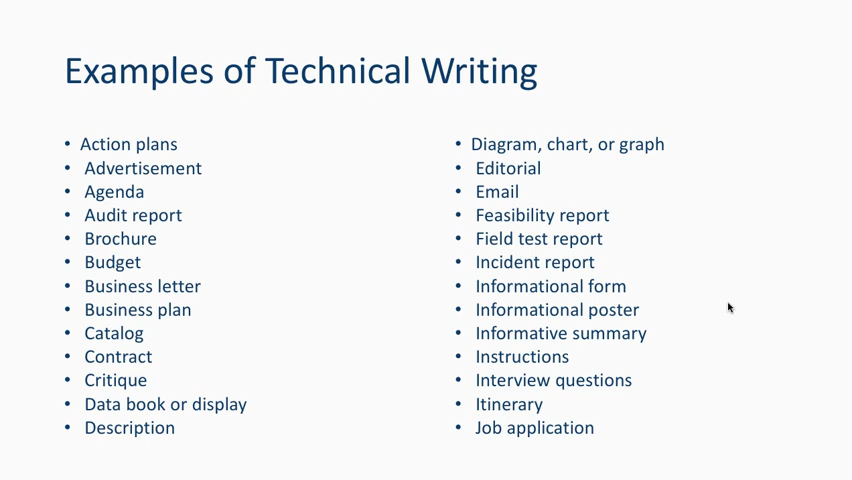 Examples of Technical Writing
• Action plans
• Advertisement
• Agenda
• Audit report
• Brochure
• Budget
• Business letter
• Business plan
• Catalog
• Contract
• Critique
• Data book or display
• Description
• Diagram, chart, or graph
• Editorial
• Email
• Feasibility report
• Field test report
• Incident report
• Informational form
• Informational poster
• Informative summary
• Instructions
• Interview questions
• Itinerary
• Job application